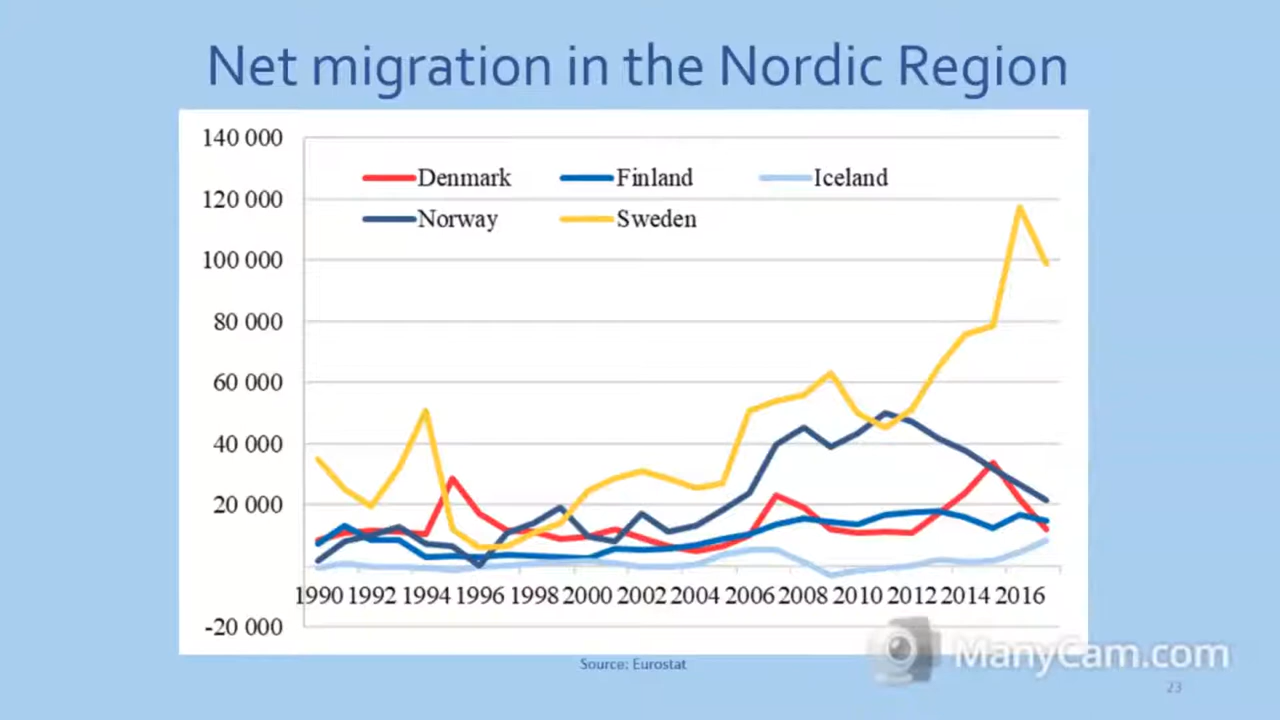 Net migration in the Nordic Region
140 000
120 000
100 000
80 000
60 000
40 000
20 000
-20 000
Denmark Finland Iceland
Norway Sweden
1990 1992 1994 1996 1998 2000 2002 2004 2006 2008 2010 2012 2014 2016
Source: Eurostat
ManyCam.com
23